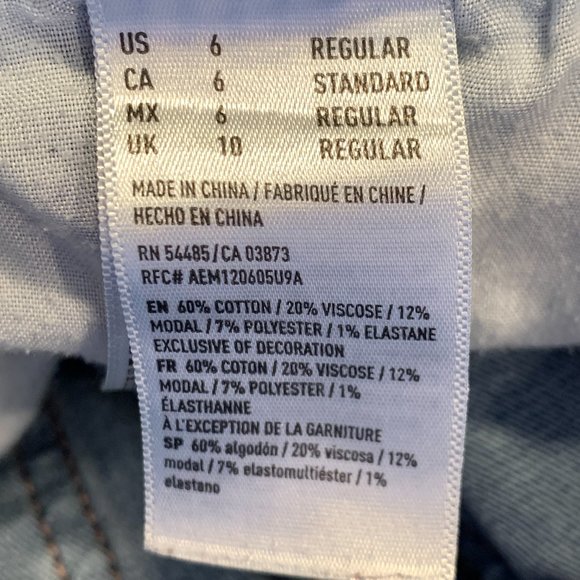 US 6 REGULAR
CA 6 STANDARD
MX 6 REGULAR
UK 10 REGULAR
MADE IN CHINA / FABRIQUÉ EN CHINE /
HECHO EN CHINA
RN 54485 / CA 03873
RFC# AEM120605U9A
EN 60% COTTON / 20% VISCOSE / 12%
MODAL / 7% POLYESTER / 1% ELASTANE
EXCLUSIVE OF DECORATION
FR 60% COTON / 20% VISCOSE / 12%
MODAL / 7% POLYESTER / 1%
ÉLASTHANNE
À L'EXCEPTION DE LA GARNITURE
SP 60% algodón / 20% viscosa / 12%
modal / 7% elastomultiéster / 1%
elastano